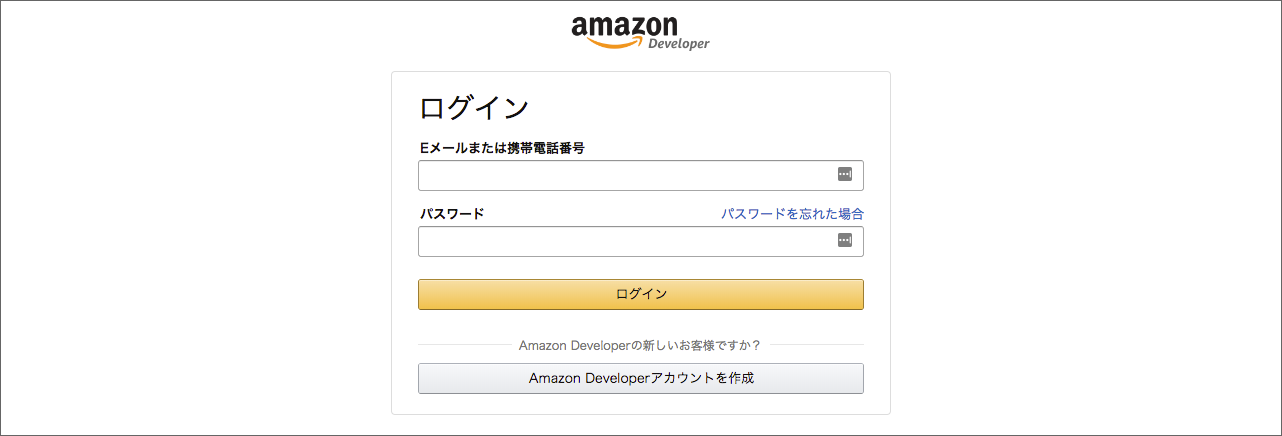 amazon
Developer
ログイン
Eメールまたは携帯電話番号
パスワード パスワードを忘れた場合
ログイン
Amazon Developerの新しいお客様ですか？
Amazon Developerアカウントを作成